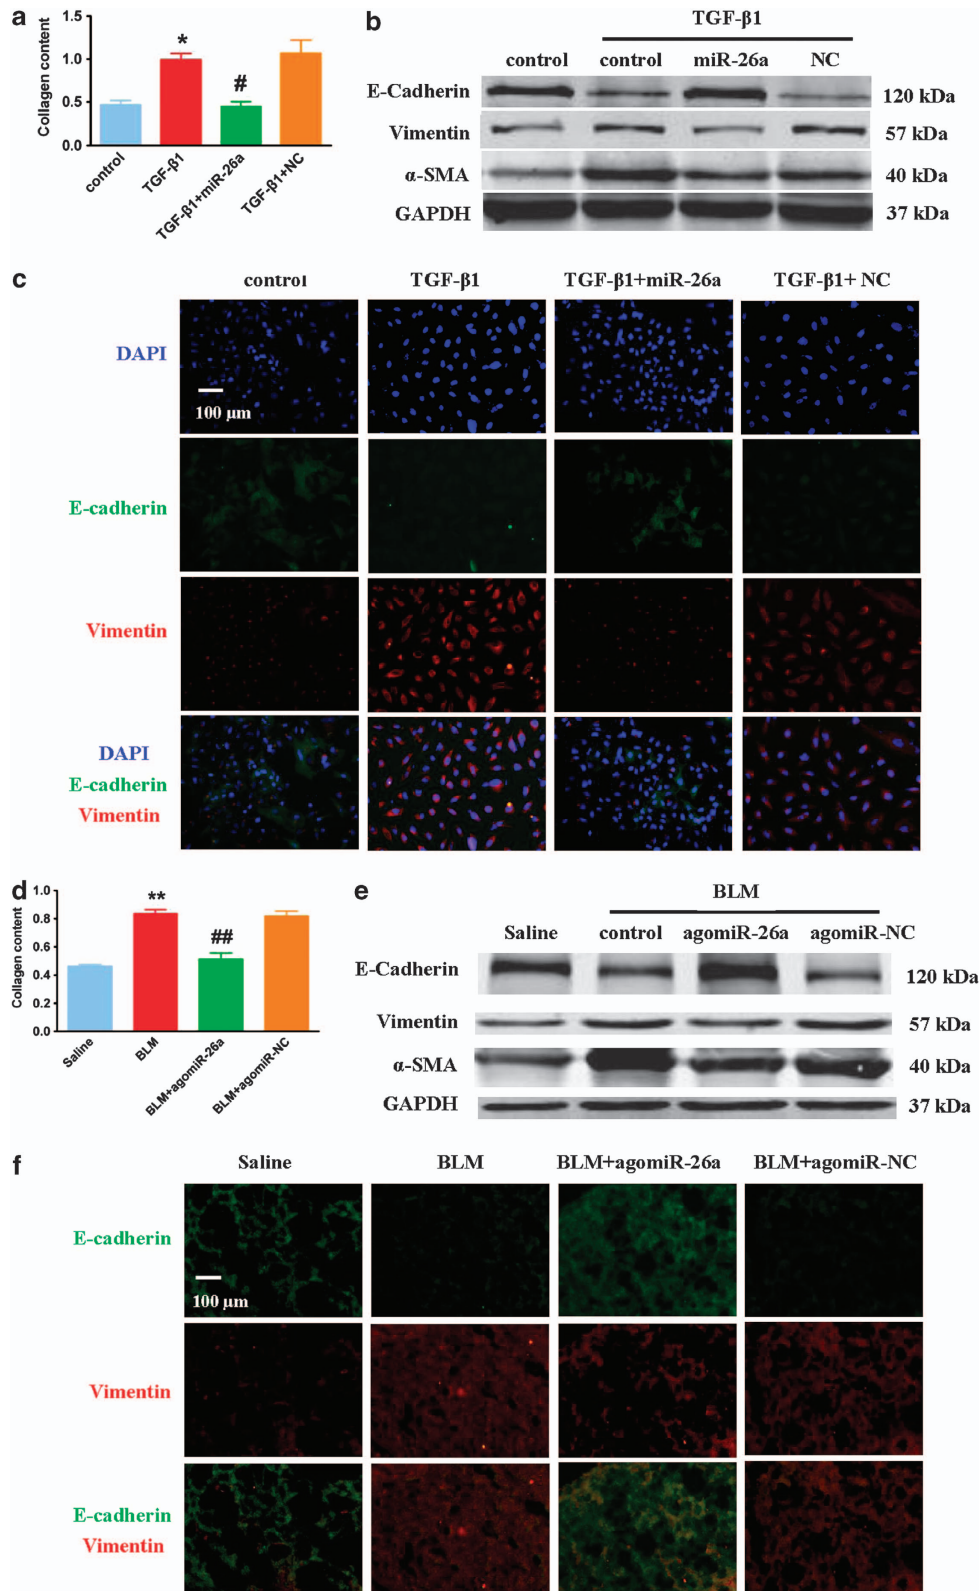 a
Collagen content
1.5
1.0
0.5
0.0
*
#
control
TGF-β1
TGF-β1+miR-26a
TGF-β1+NC
b
TGF-β1
control control miR-26a NC
E-Cadherin 120 kDa
Vimentin 57 kDa
α-SMA 40 kDa
GAPDH 37 kDa
c
control TGF-β1 TGF-β1+miR-26a TGF-β1+ NC
DAPI
100 µm
E-cadherin
Vimentin
DAPI
E-cadherin
Vimentin
d
Collagen content
1.0
0.8
0.6
0.4
0.2
0.0
**
##
Saline
BLM
BLM+agomiR-26a
BLM+agomiR-NC
e
BLM
Saline control agomiR-26a agomiR-NC
E-Cadherin 120 kDa
Vimentin 57 kDa
α-SMA 40 kDa
GAPDH 37 kDa
f
Saline BLM BLM+agomiR-26a BLM+agomiR-NC
E-cadherin
100 µm
Vimentin
E-cadherin
Vimentin